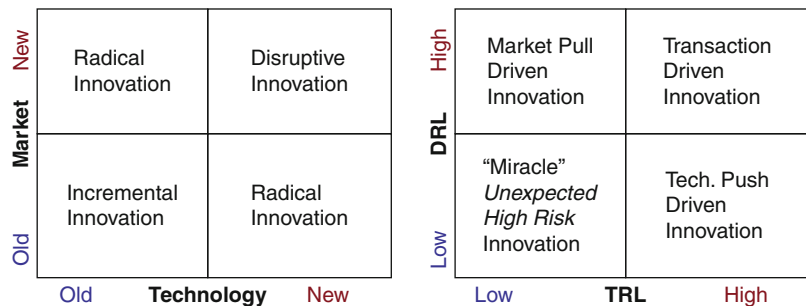 New
Market
Old
Radical
Innovation
Disruptive
Innovation
Incremental
Innovation
Radical
Innovation
Old
Technology
New
High
DRL
Low
Market Pull
Driven
Innovation
Transaction
Driven
Innovation
“Miracle”
Unexpected
High Risk
Innovation
Tech. Push
Driven
Innovation
Low
TRL
High